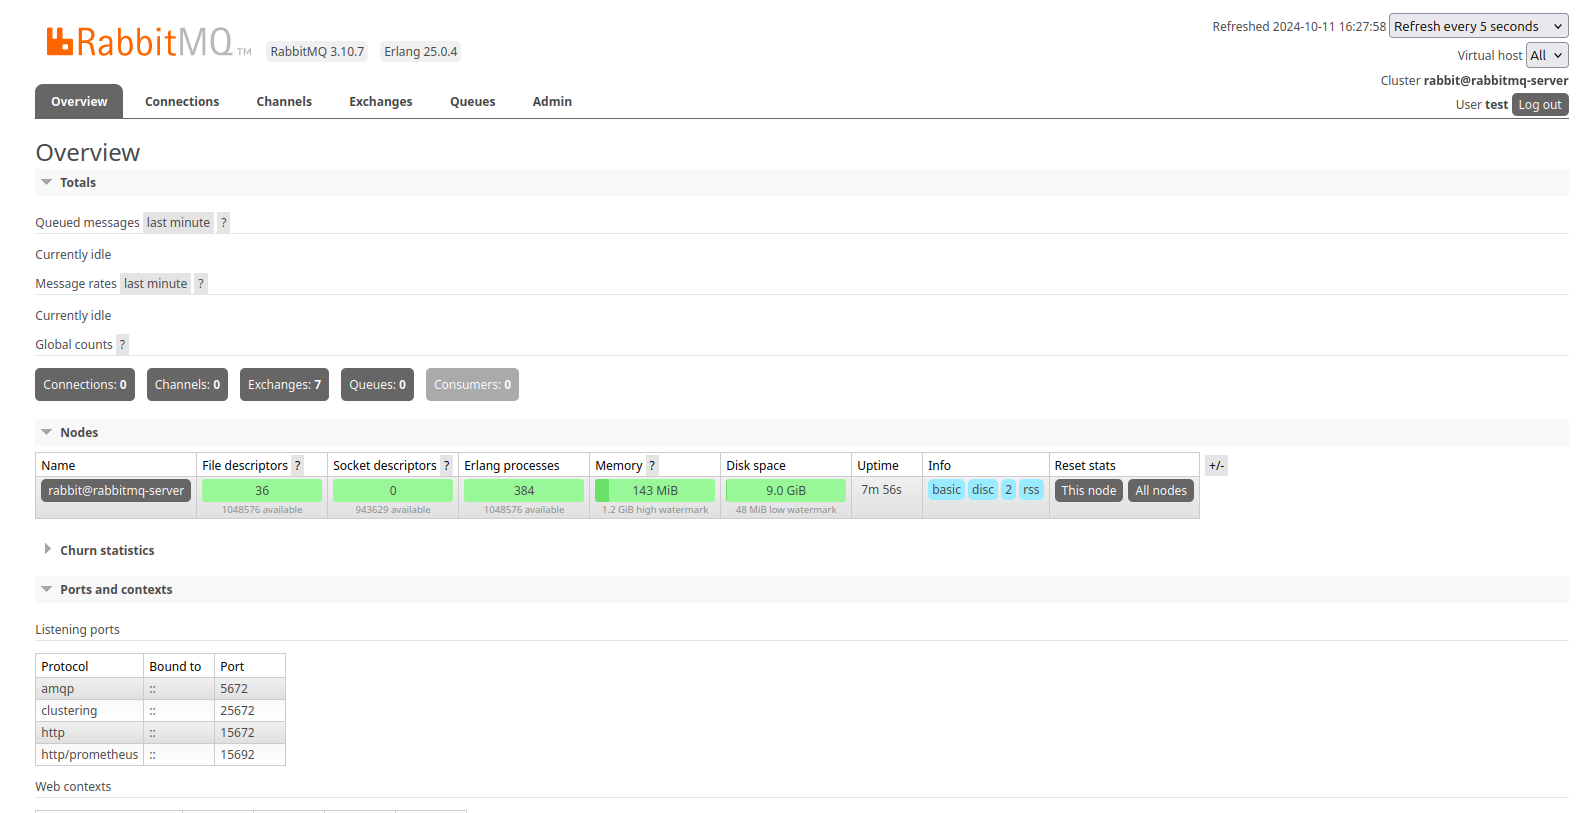 RabbitMQ TM RabbitMQ 3.10.7 Erlang 25.0.4
Refreshed 2024-10-11 16:27:58 Refresh every 5 seconds
Virtual host All
Cluster rabbit@rabbitmq-server
User test Log out
Overview Connections Channels Exchanges Queues Admin
Overview
Totals
Queued messages last minute ?
Currently idle
Message rates last minute ?
Currently idle
Global counts ?
Connections: 0 Channels: 0 Exchanges: 7 Queues: 0 Consumers: 0
Nodes
Name File descriptors ? Socket descriptors ? Erlang processes Memory ? Disk space Uptime Info Reset stats +/-
rabbit@rabbitmq-server 36 0 384 143 MiB 9.0 GiB 7m 56s basic disc 2 rss This node All nodes
1048576 available 943629 available 1048576 available 1.2 GiB high watermark 48 MiB low watermark
Churn statistics
Ports and contexts
Listening ports
Protocol Bound to Port
amqp :: 5672
clustering :: 25672
http :: 15672
http/prometheus :: 15692
Web contexts